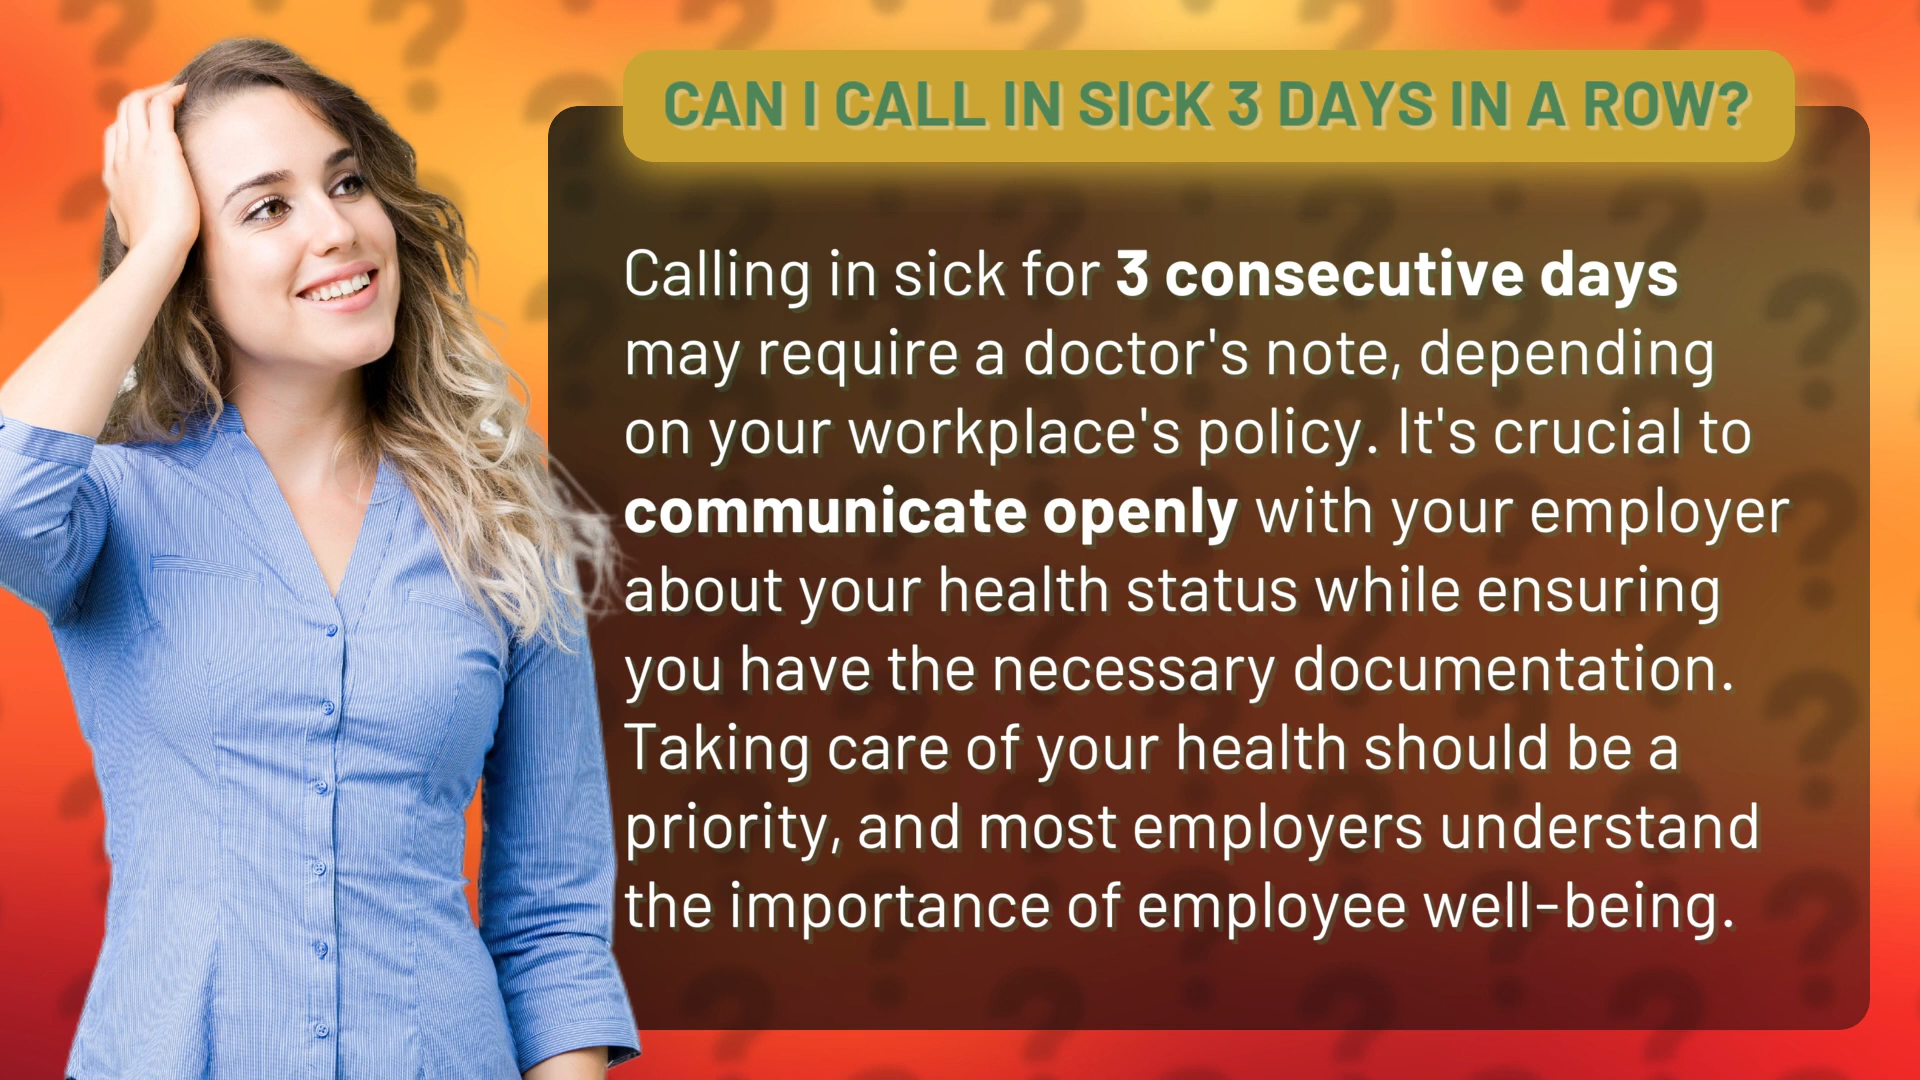 CAN I CALL IN SICK 3 DAYS IN A ROW?
Calling in sick for 3 consecutive days
may require a doctor's note, depending
on your workplace's policy. It's crucial to
communicate openly with your employer
about your health status while ensuring
you have the necessary documentation.
Taking care of your health should be a
priority, and most employers understand
the importance of employee well-being.